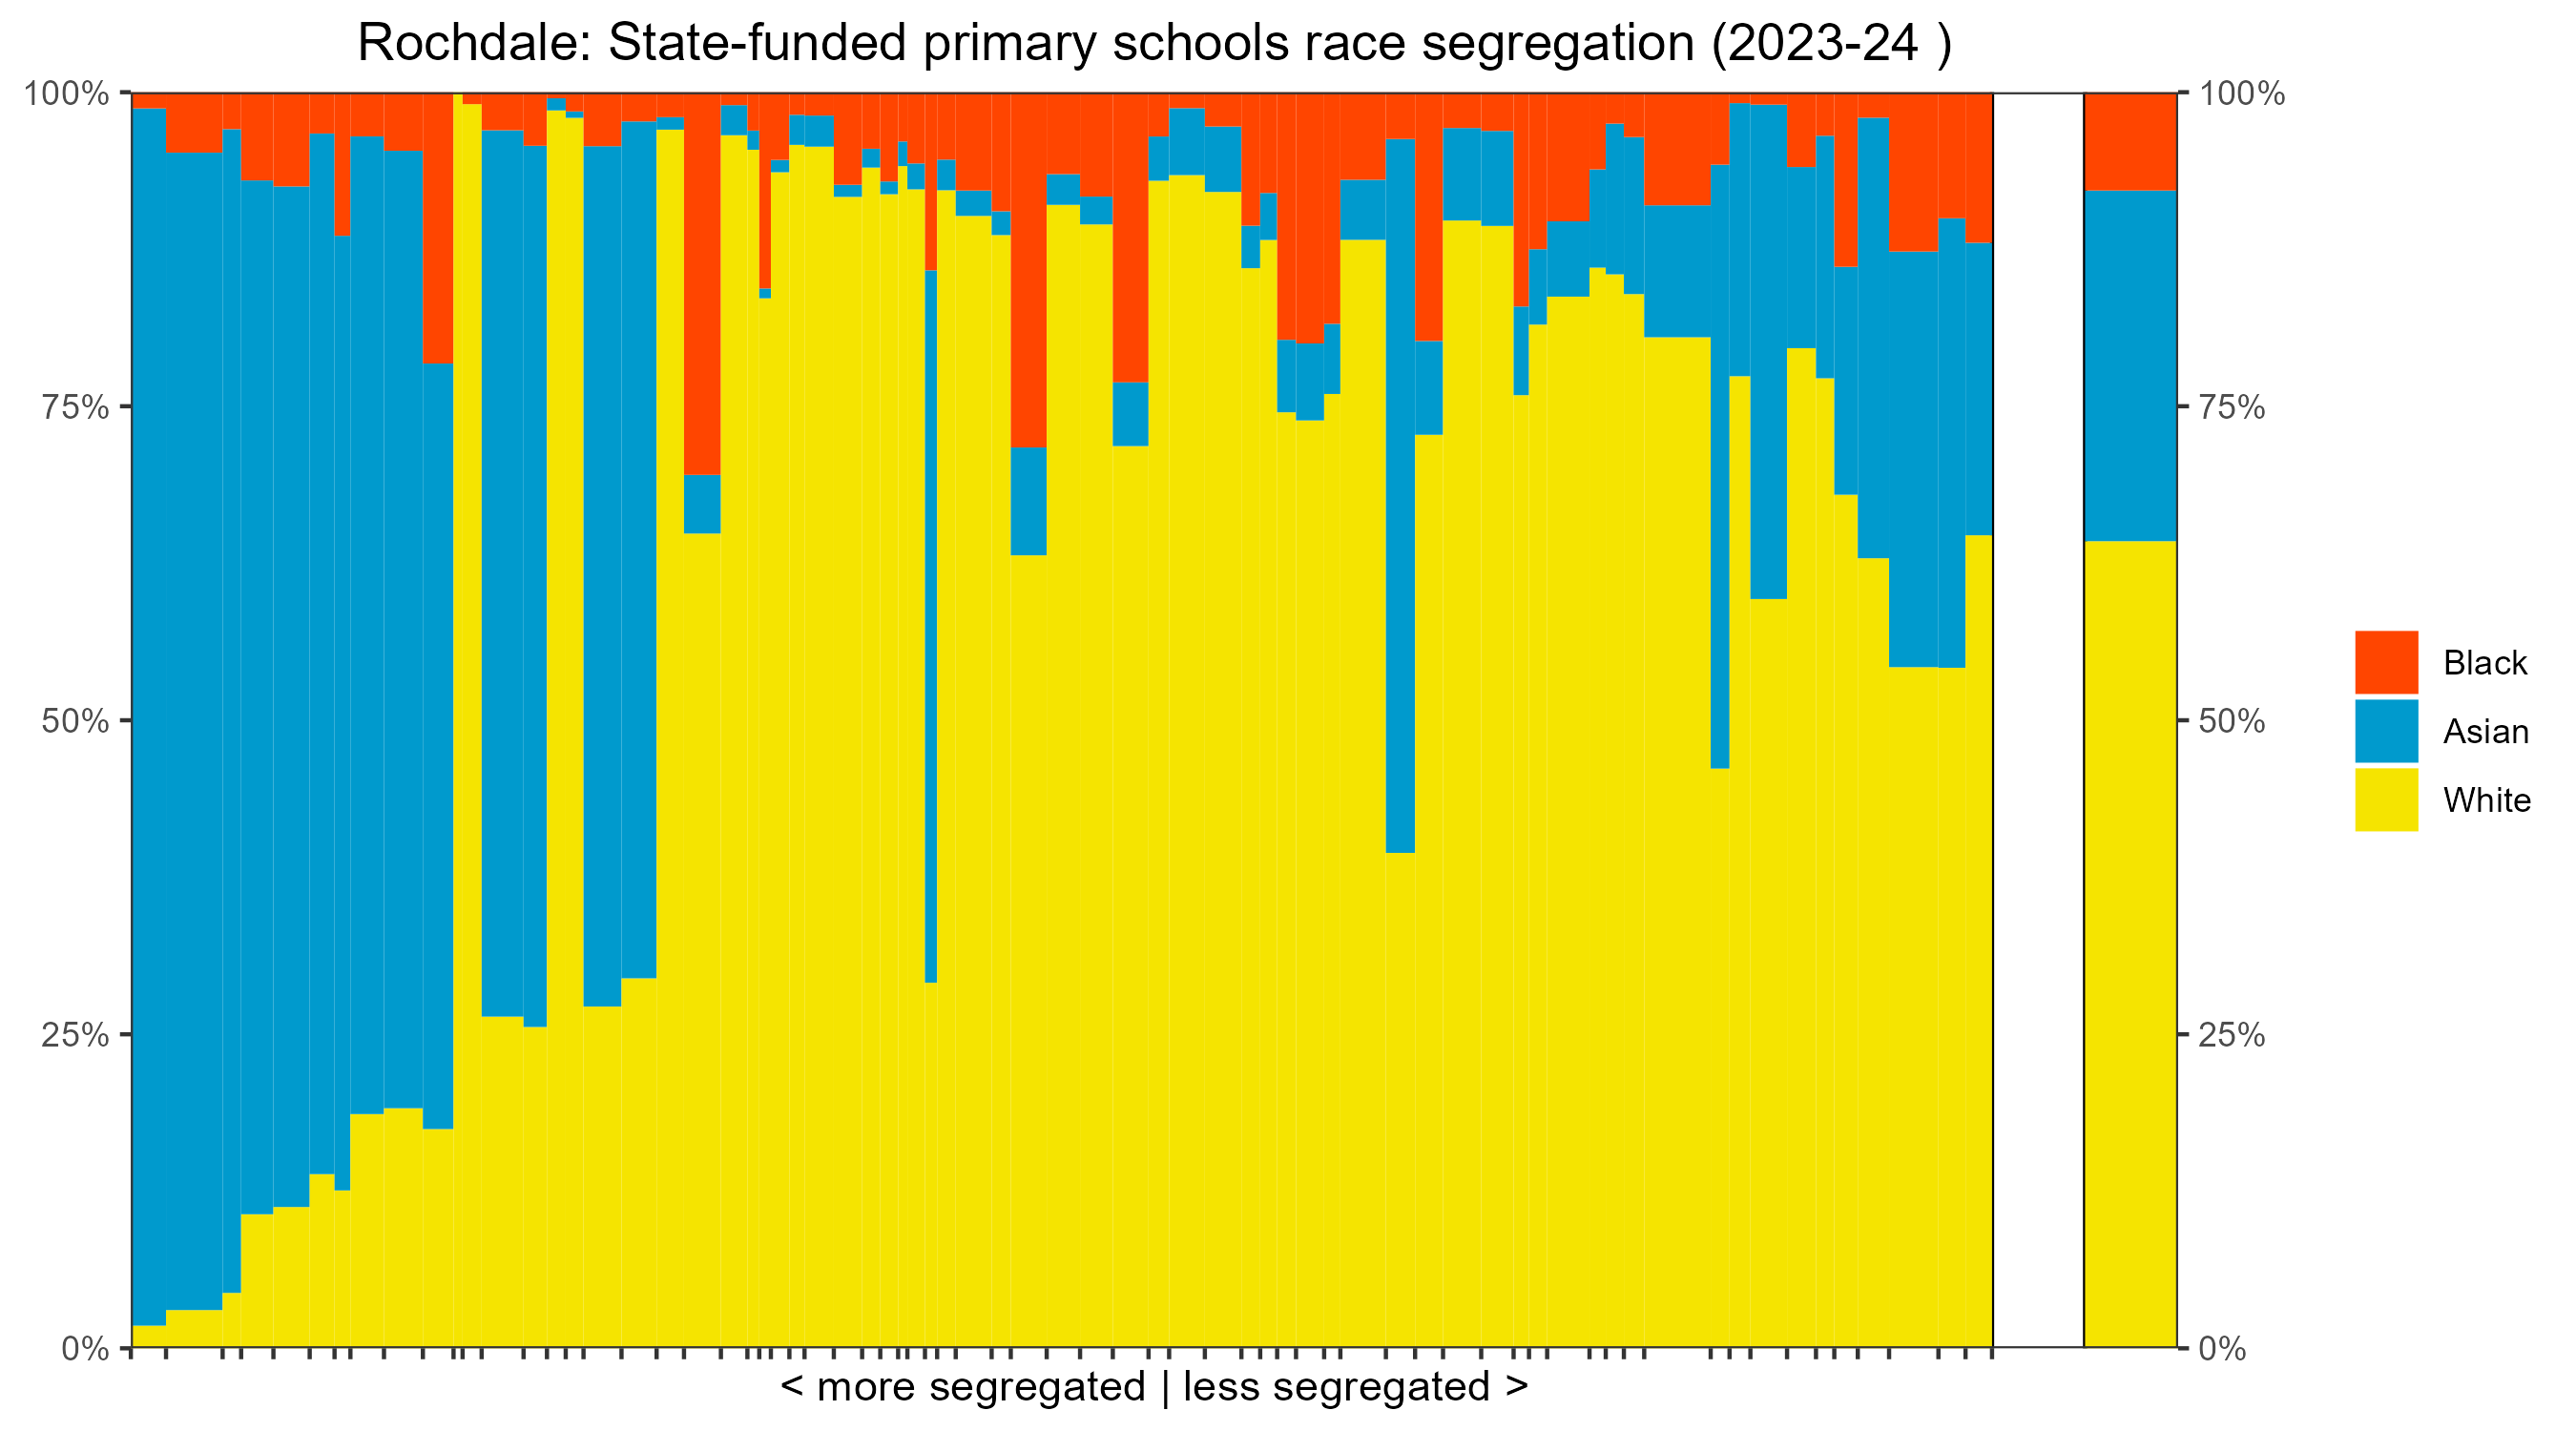 Rochdale: State-funded primary schools race segregation (2023-24 )
100%
75%
50%
25%
0%
100%
75%
50%
25%
0%
Black
Asian
White
< more segregated | less segregated >